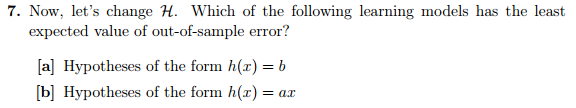 7. Now, let's change ℋ. Which of the following learning models has the least
expected value of out-of-sample error?
[a] Hypotheses of the form h(x) = b
[b] Hypotheses of the form h(x) = ax